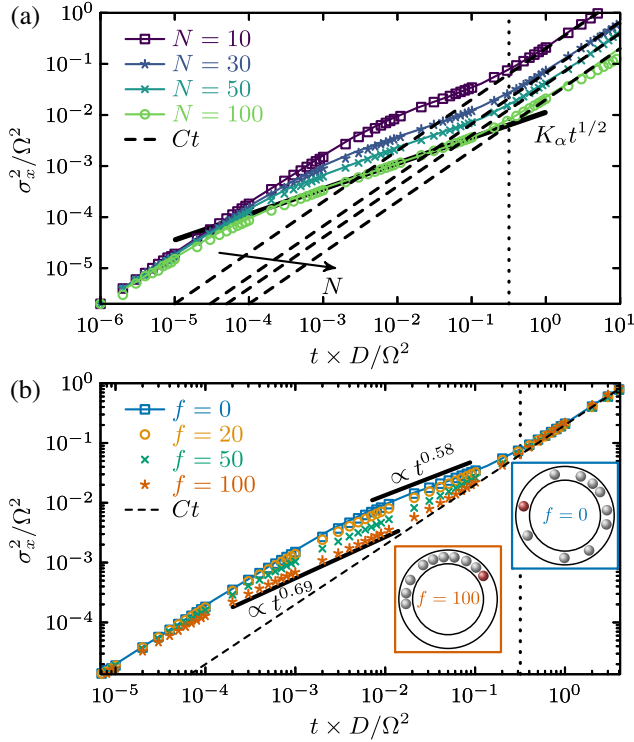 (a)
10^0
10^-1
10^-2
10^-3
10^-4
10^-5
σ_x^2/Ω^2
N = 10
N = 30
N = 50
N = 100
Ct
K_α t^{1/2}
N
10^-6 10^-5 10^-4 10^-3 10^-2 10^-1 10^0 10^1
t × D/Ω^2
(b)
10^0
10^-1
10^-2
10^-3
10^-4
σ_x^2/Ω^2
f = 0
f = 20
f = 50
f = 100
Ct
∝ t^0.58
∝ t^0.69
f = 0
f = 100
10^-5 10^-4 10^-3 10^-2 10^-1 10^0
t × D/Ω^2